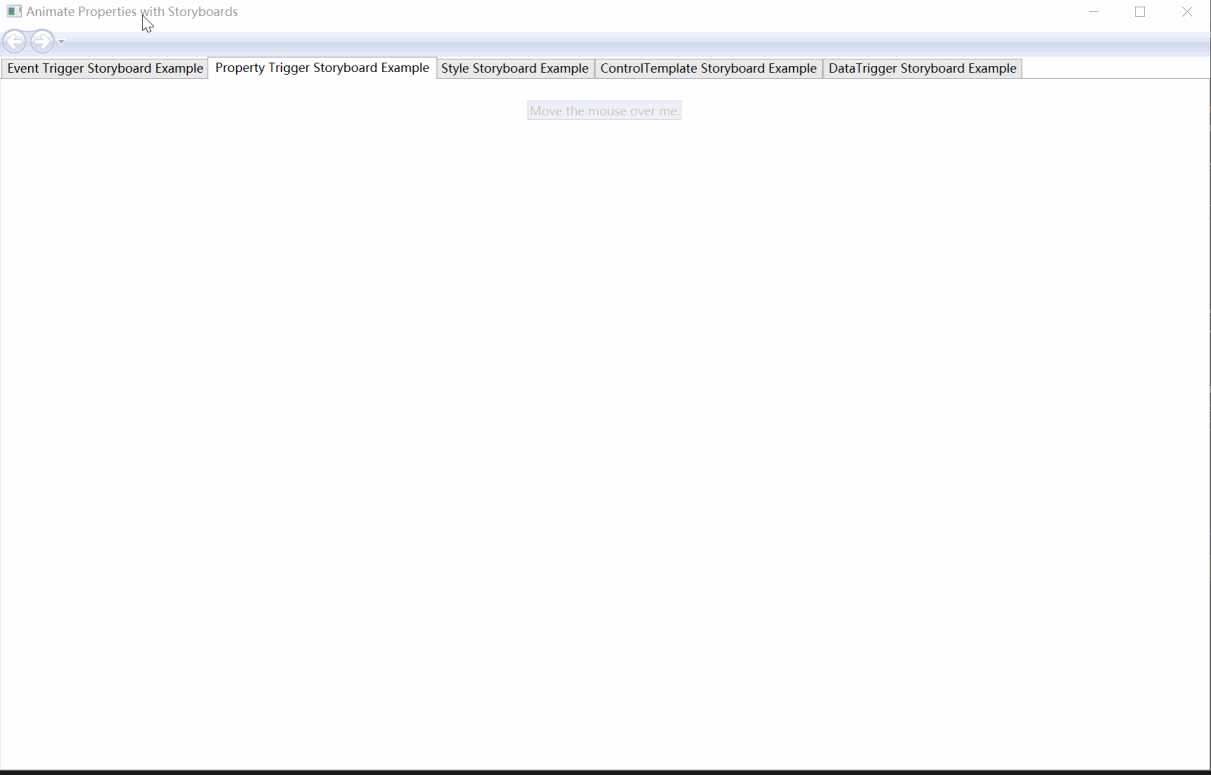 Animate Properties with Storyboards
Event Trigger Storyboard Example Property Trigger Storyboard Example Style Storyboard Example ControlTemplate Storyboard Example DataTrigger Storyboard Example
Move the mouse over me.